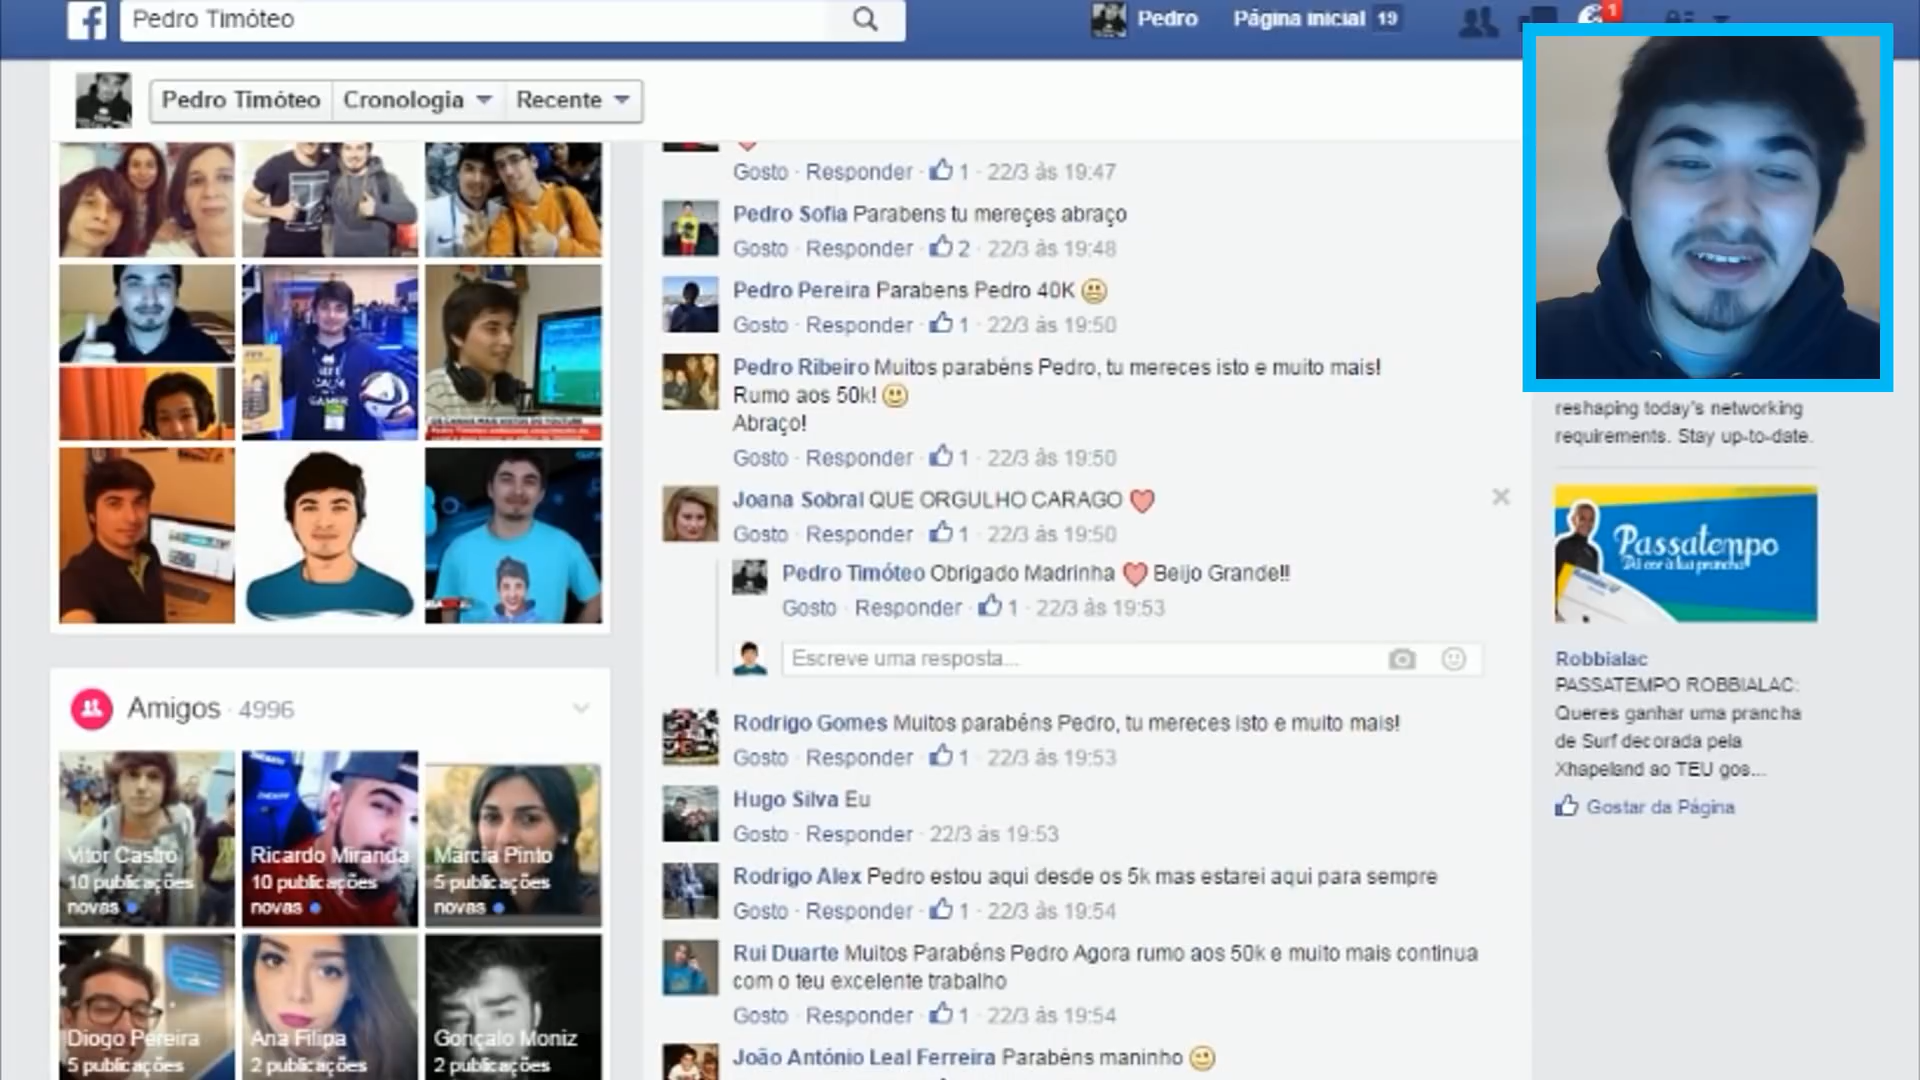 Pedro Timóteo
Pedro
Página inicial 19
1
Pedro Timóteo
Cronologia
Recente
Gosto · Responder · 1 · 22/3 às 19:47
Pedro Sofia Parabens tu mereçes abraço
Gosto · Responder · 2 · 22/3 às 19:48
Pedro Pereira Parabens Pedro 40K
Gosto · Responder · 1 · 22/3 às 19:50
Pedro Ribeiro Muitos parabéns Pedro, tu mereces isto e muito mais!
Rumo aos 50k!
Abraço!
Gosto · Responder · 1 · 22/3 às 19:50
Joana Sobral QUE ORGULHO CARAGO
Gosto · Responder · 1 · 22/3 às 19:50
Pedro Timóteo Obrigado Madrinha Beijo Grande!!
Gosto · Responder · 1 · 22/3 às 19:53
Escreve uma resposta...
Rodrigo Gomes Muitos parabéns Pedro, tu mereces isto e muito mais!
Gosto · Responder · 1 · 22/3 às 19:53
Hugo Silva Eu
Gosto · Responder · 22/3 às 19:53
Rodrigo Alex Pedro estou aqui desde os 5k mas estarei aqui para sempre
Gosto · Responder · 1 · 22/3 às 19:54
Rui Duarte Muitos Parabéns Pedro Agora rumo aos 50k e muito mais continua
com o teu excelente trabalho
Gosto · Responder · 1 · 22/3 às 19:54
João António Leal Ferreira Parabéns maninho
Amigos · 4996
Vitor Castro
10 publicações
novas
Ricardo Miranda
10 publicações
novas
Márcia Pinto
5 publicações
novas
Diogo Pereira
5 publicações
Ana Filipa
2 publicações
Gonçalo Moniz
2 publicações
reshaping today's networking
requirements. Stay up-to-date.
Passatempo
Robbialac
PASSATEMPO ROBBIALAC:
Queres ganhar uma prancha
de Surf decorada pela
Xhapeland ao TEU gos...
Gostar da Página